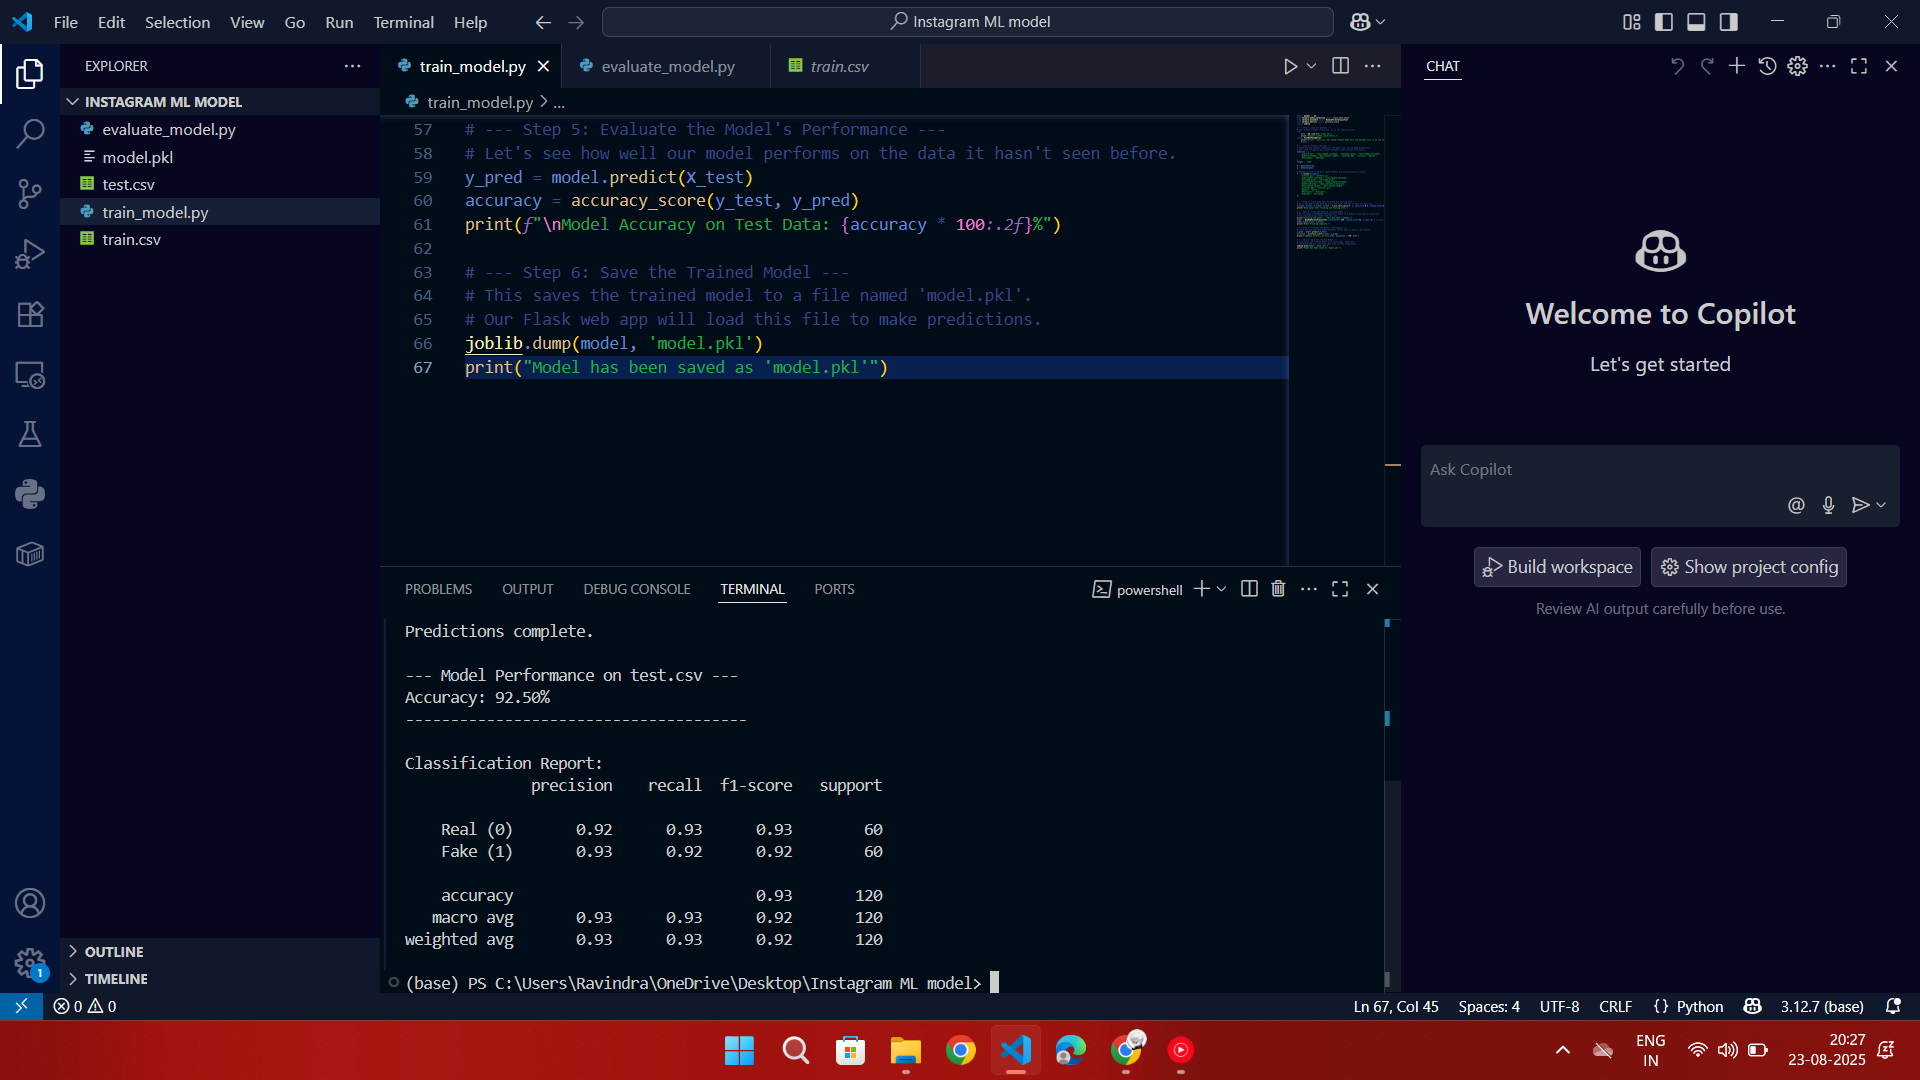 File Edit Selection View Go Run Terminal Help
Instagram ML model
EXPLORER
INSTAGRAM ML MODEL
evaluate_model.py
model.pkl
test.csv
train_model.py
train.csv
OUTLINE
TIMELINE
train_model.py evaluate_model.py train.csv
train_model.py > ...
57 # --- Step 5: Evaluate the Model's Performance ---
58 # Let's see how well our model performs on the data it hasn't seen before.
59 y_pred = model.predict(X_test)
60 accuracy = accuracy_score(y_test, y_pred)
61 print(f"\nModel Accuracy on Test Data: {accuracy * 100:.2f}%")
62
63 # --- Step 6: Save the Trained Model ---
64 # This saves the trained model to a file named 'model.pkl'.
65 # Our Flask web app will load this file to make predictions.
66 joblib.dump(model, 'model.pkl')
67 print("Model has been saved as 'model.pkl'")
PROBLEMS OUTPUT DEBUG CONSOLE TERMINAL PORTS
powershell
Predictions complete.
--- Model Performance on test.csv ---
Accuracy: 92.50%
--------------------------------------
Classification Report:
precision recall f1-score support
Real (0) 0.92 0.93 0.93 60
Fake (1) 0.93 0.92 0.92 60
accuracy 0.93 120
macro avg 0.93 0.93 0.92 120
weighted avg 0.93 0.93 0.92 120
(base) PS C:\Users\Ravindra\OneDrive\Desktop\Instagram ML model>
CHAT
Welcome to Copilot
Let's get started
Ask Copilot
Build workspace Show project config
Review AI output carefully before use.
1
0 0
Ln 67, Col 45 Spaces: 4 UTF-8 CRLF {} Python 3.12.7 (base)
ENG
IN
20:27
23-08-2025